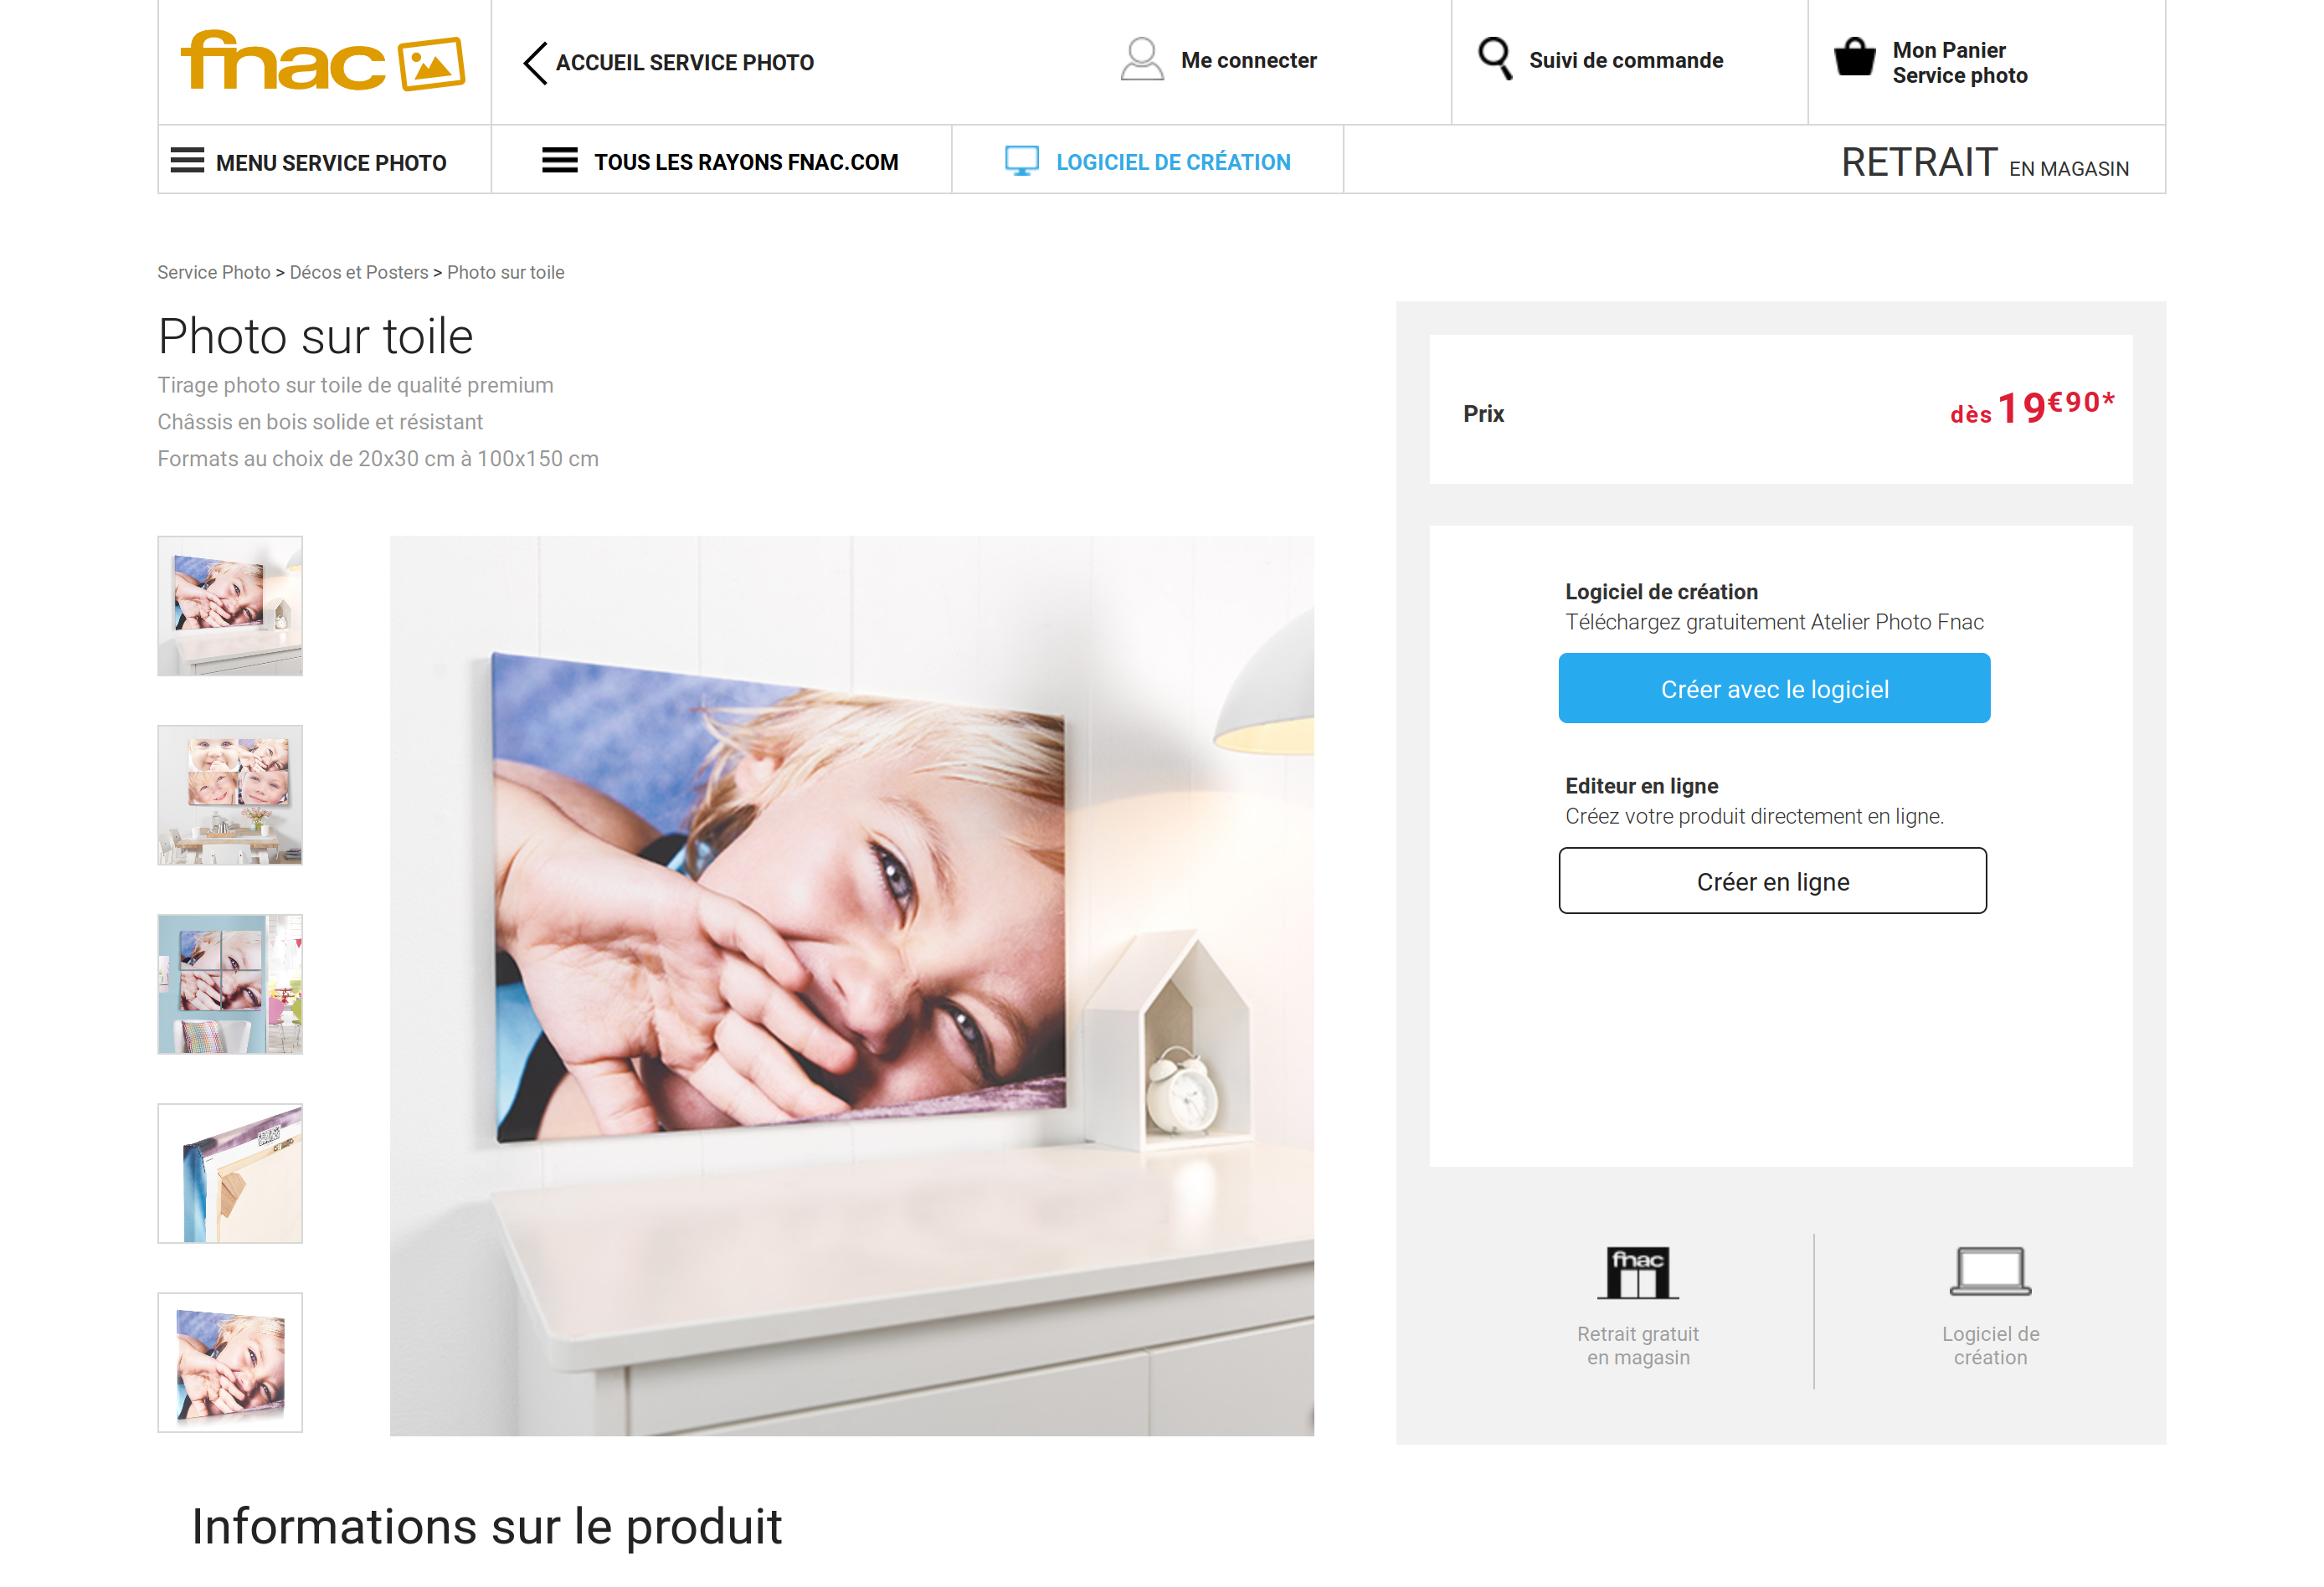 fnac
ACCUEIL SERVICE PHOTO
Me connecter
Suivi de commande
Mon Panier
Service photo
MENU SERVICE PHOTO
TOUS LES RAYONS FNAC.COM
LOGICIEL DE CRÉATION
RETRAIT EN MAGASIN
Service Photo > Décos et Posters > Photo sur toile
Photo sur toile
Tirage photo sur toile de qualité premium
Châssis en bois solide et résistant
Formats au choix de 20x30 cm à 100x150 cm
Prix
dès 19€90*
Logiciel de création
Téléchargez gratuitement Atelier Photo Fnac
Créer avec le logiciel
Editeur en ligne
Créez votre produit directement en ligne.
Créer en ligne
fnac
Retrait gratuit
en magasin
Logiciel de
création
Informations sur le produit